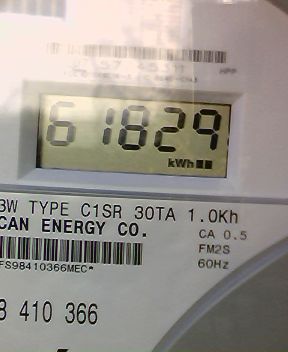 61829
kWh
3W TYPE C1SR 30TA 1.0Kh
CAN ENERGY CO.
CA 0.5
FM2S
60Hz
FS98410366MEC*
8 410 366